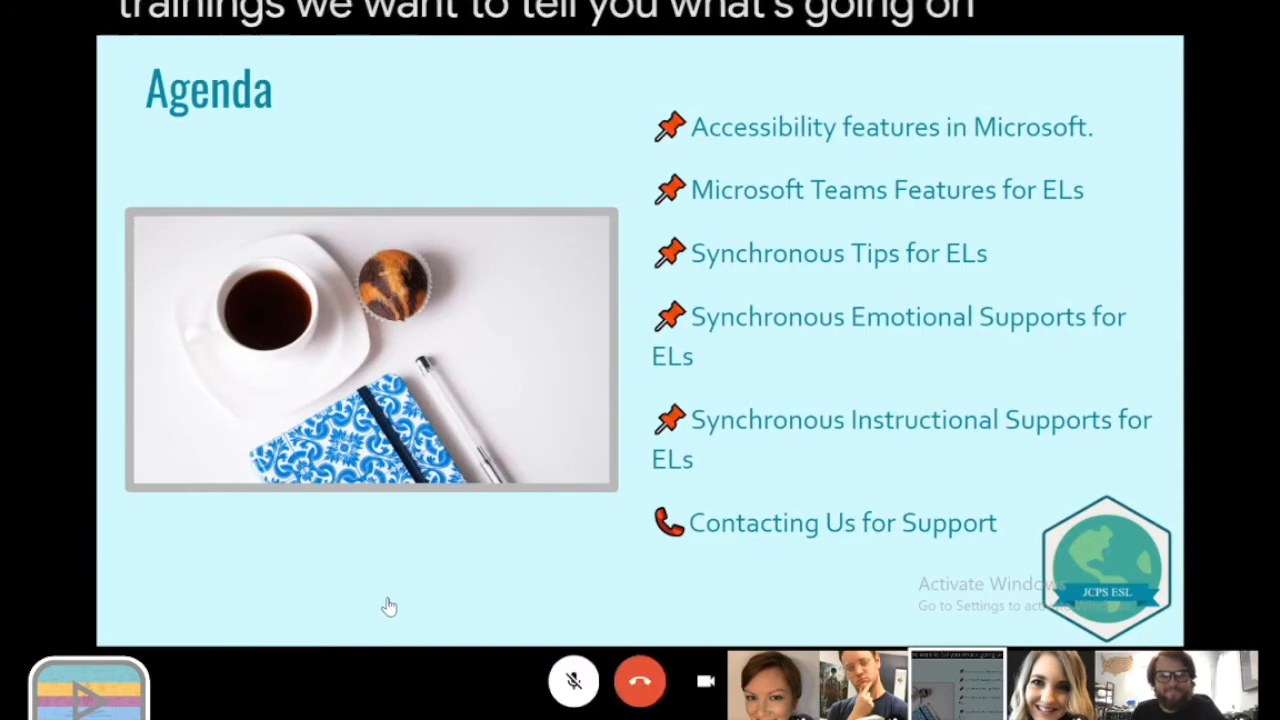 trainings we want to tell you what's going on
Agenda
Accessibility features in Microsoft.
Microsoft Teams Features for ELs
Synchronous Tips for ELs
Synchronous Emotional Supports for
ELs
Synchronous Instructional Supports for
ELs
Contacting Us for Support
Activate Windows
Go to Settings to activate Windows.
JCPS ESL